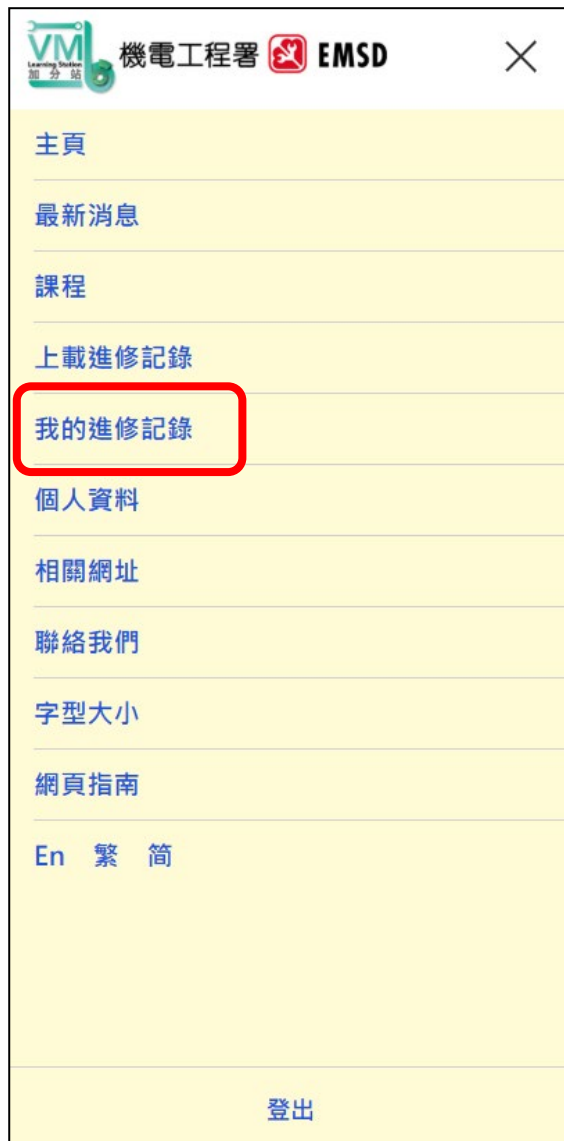 VM
Learning Station
加分站
機電工程署 EMSD
主頁
最新消息
課程
上載進修記錄
我的進修記錄
個人資料
相關網址
聯絡我們
字型大小
網頁指南
En 繁 简
登出